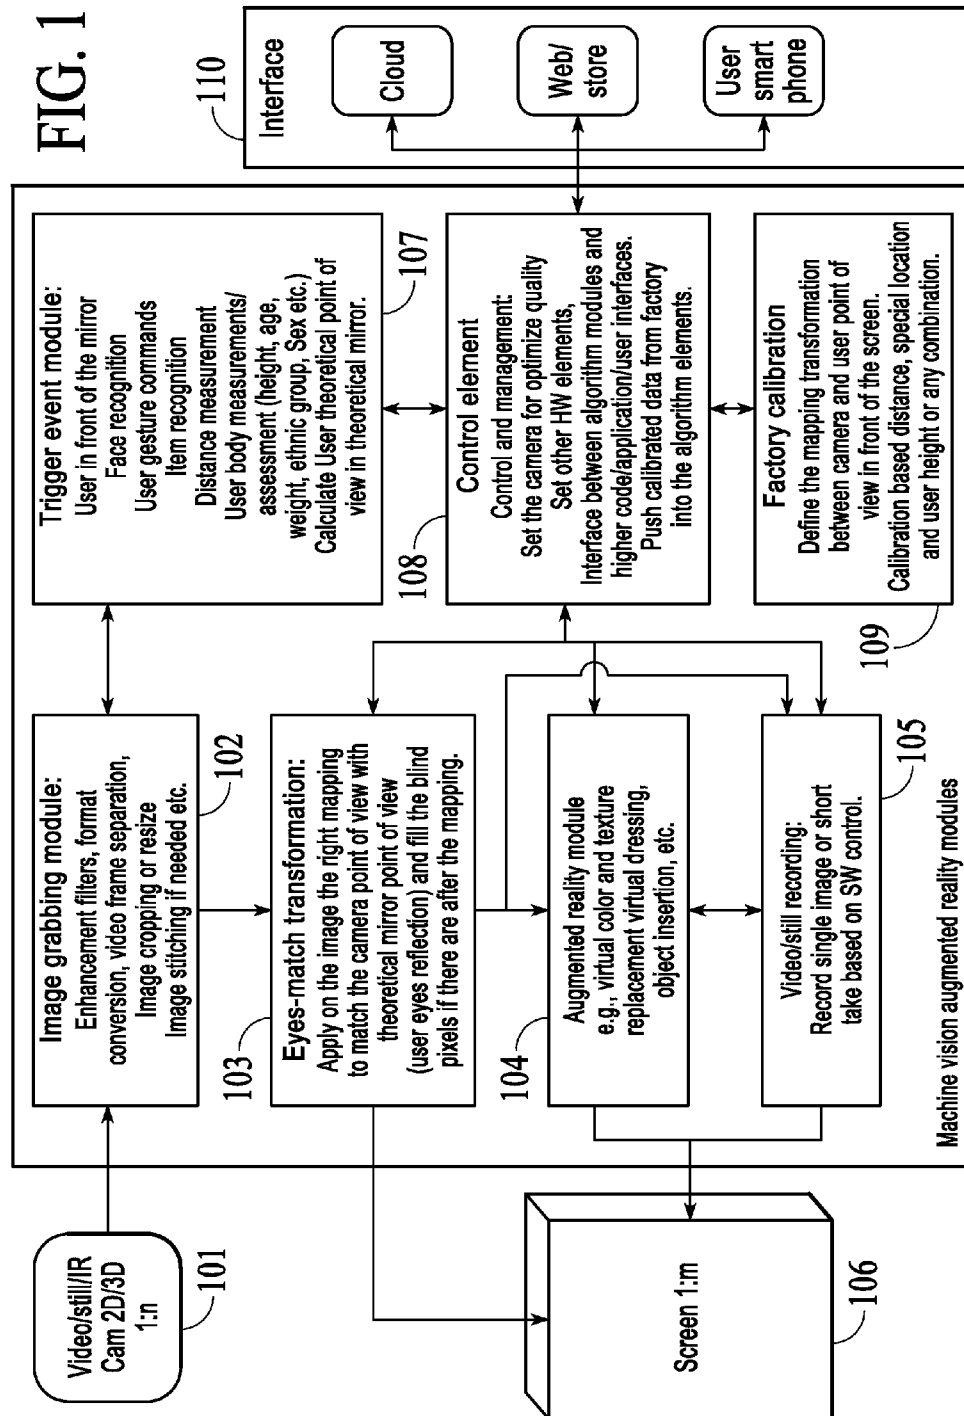 FIG. 1
Video/still/IR
Cam 2D/3D
1:n
101
Image grabbing module:
Enhancement filters, format
conversion, video frame separation,
Image cropping or resize
Image stitching if needed etc.
102
Trigger event module:
User in front of the mirror
Face recognition
User gesture commands
Item recognition
Distance measurement
User body measurements/
assessment (height, age,
weight, ethnic group, Sex etc.)
Calculate User theoretical point of
view in theoretical mirror.
107
110
Interface
Cloud
Web/
store
User
smart
phone
103
Eyes-match transformation:
Apply on the image the right mapping
to match the camera point of view with
theoretical mirror point of view
(user eyes reflection) and fill the blind
pixels if there are after the mapping.
108
Control element
Control and management:
Set the camera for optimize quality
Set other HW elements,
Interface between algorithm modules and
higher code/application/user interfaces.
Push calibrated data from factory
into the algorithm elements.
104
Augmented reality module
e.g., virtual color and texture
replacement virtual dressing,
object insertion, etc.
Video/still recording:
Record single image or short
take based on SW control.
105
Factory calibration
Define the mapping transformation
between camera and user point of
view in front of the screen.
Calibration based distance, special location
and user height or any combination.
109
Screen 1:m
106
Machine vision augmented reality modules